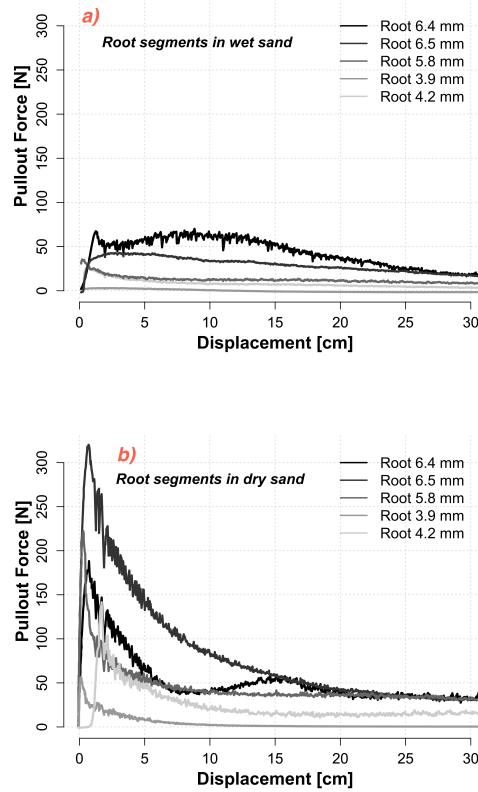 a)
Root segments in wet sand
Root 6.4 mm
Root 6.5 mm
Root 5.8 mm
Root 3.9 mm
Root 4.2 mm
Pullout Force [N]
300
250
200
150
100
50
0
0 5 10 15 20 25 30
Displacement [cm]
b)
Root segments in dry sand
Root 6.4 mm
Root 6.5 mm
Root 5.8 mm
Root 3.9 mm
Root 4.2 mm
Pullout Force [N]
300
250
200
150
100
50
0
0 5 10 15 20 25 30
Displacement [cm]